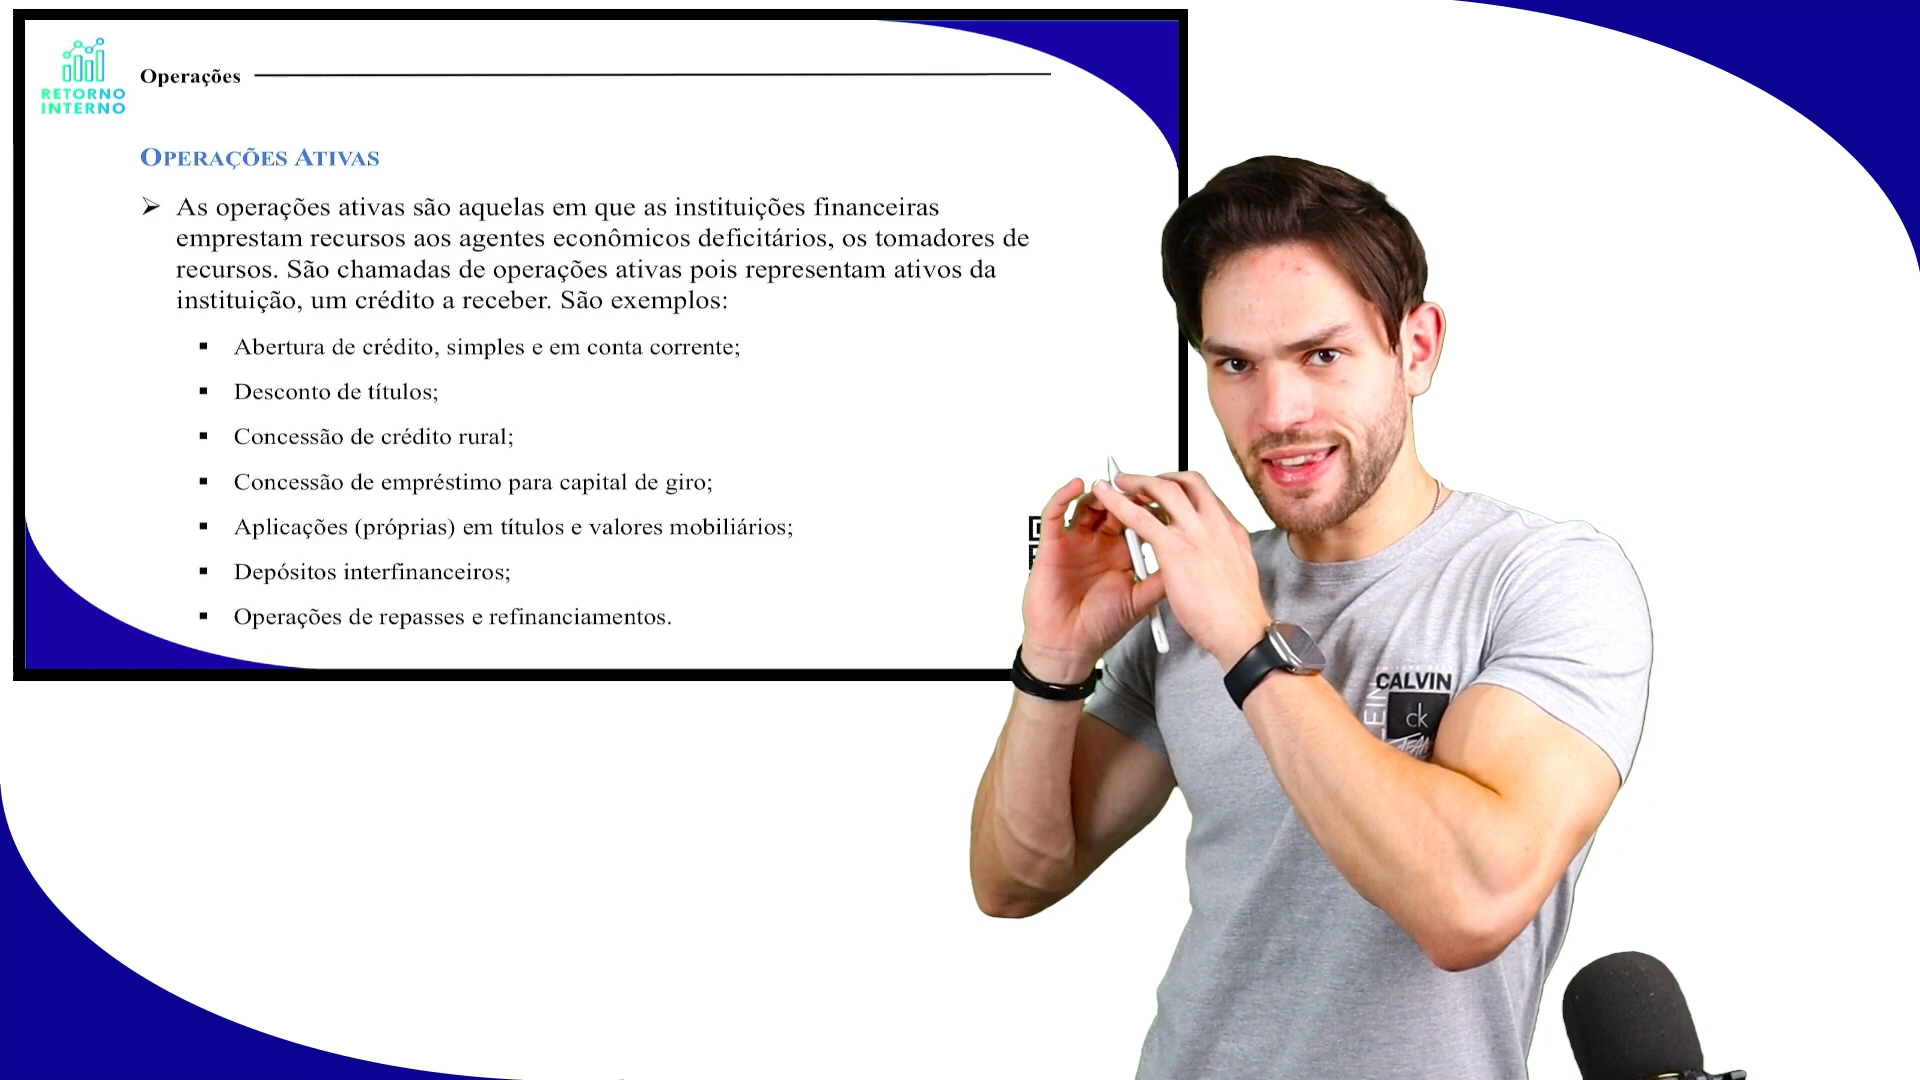 RETORNO
INTERNO
Operações
OPERAÇÕES ATIVAS
As operações ativas são aquelas em que as instituições financeiras
emprestam recursos aos agentes econômicos deficitários, os tomadores de
recursos. São chamadas de operações ativas pois representam ativos da
instituição, um crédito a receber. São exemplos:
Abertura de crédito, simples e em conta corrente;
Desconto de títulos;
Concessão de crédito rural;
Concessão de empréstimo para capital de giro;
Aplicações (próprias) em títulos e valores mobiliários;
Depósitos interfinanceiros;
Operações de repasses e refinanciamentos.
CALVIN
ck